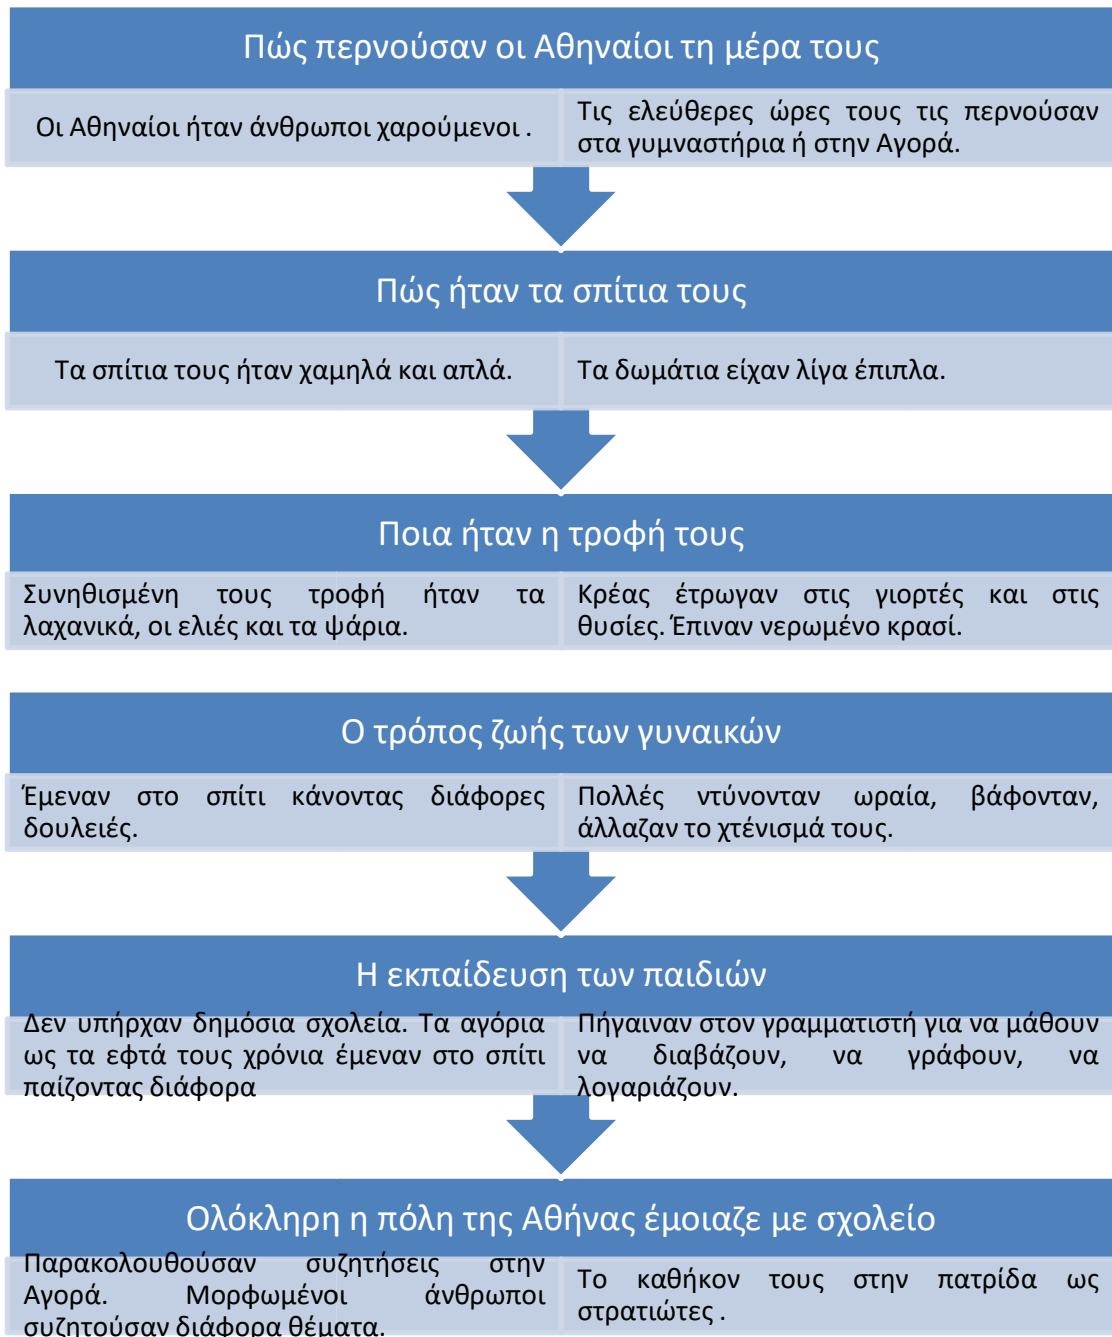 Πώς περνούσαν οι Αθηναίοι τη μέρα τους
Οι Αθηναίοι ήταν άνθρωποι χαρούμενοι .
Τις ελεύθερες ώρες τους τις περνούσαν
στα γυμναστήρια ή στην Αγορά.
Πώς ήταν τα σπίτια τους
Τα σπίτια τους ήταν χαμηλά και απλά.
Τα δωμάτια είχαν λίγα έπιπλα.
Ποια ήταν η τροφή τους
Συνηθισμένη τους τροφή ήταν τα
λαχανικά, οι ελιές και τα ψάρια.
Κρέας έτρωγαν στις γιορτές και στις
θυσίες. Έπιναν νερωμένο κρασί.
Ο τρόπος ζωής των γυναικών
Έμεναν στο σπίτι κάνοντας διάφορες
δουλειές.
Πολλές ντύνονταν ωραία, βάφονταν,
άλλαζαν το χτένισμά τους.
Η εκπαίδευση των παιδιών
Δεν υπήρχαν δημόσια σχολεία. Τα αγόρια
ως τα εφτά τους χρόνια έμεναν στο σπίτι
παίζοντας διάφορα
Πήγαιναν στον γραμματιστή για να μάθουν
να διαβάζουν, να γράφουν, να
λογαριάζουν.
Ολόκληρη η πόλη της Αθήνας έμοιαζε με σχολείο
Παρακολουθούσαν συζητήσεις στην
Αγορά. Μορφωμένοι άνθρωποι
συζητούσαν διάφορα θέματα.
Το καθήκον τους στην πατρίδα ως
στρατιώτες .